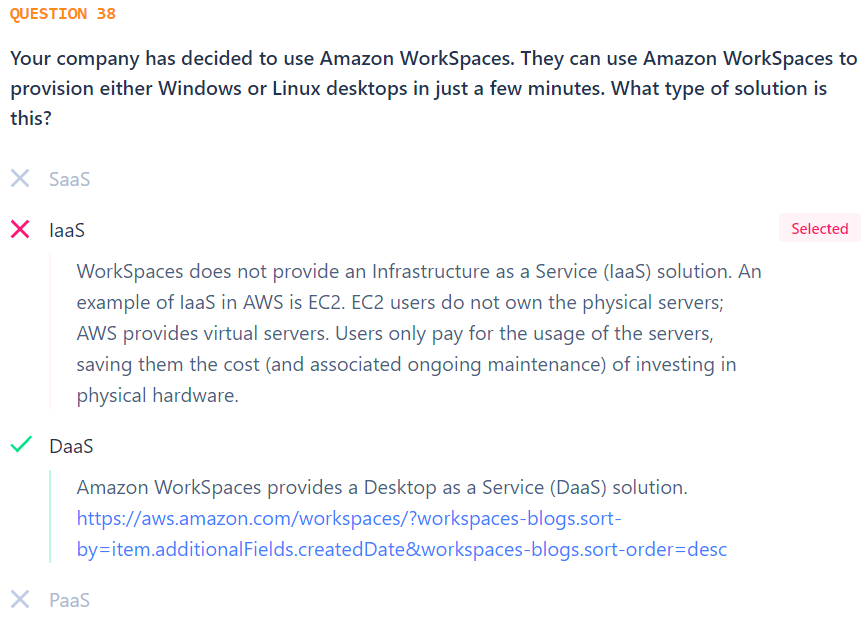 QUESTION 38
Your company has decided to use Amazon WorkSpaces. They can use Amazon WorkSpaces to
provision either Windows or Linux desktops in just a few minutes. What type of solution is
this?
SaaS
IaaS
Selected
WorkSpaces does not provide an Infrastructure as a Service (IaaS) solution. An
example of IaaS in AWS is EC2. EC2 users do not own the physical servers;
AWS provides virtual servers. Users only pay for the usage of the servers,
saving them the cost (and associated ongoing maintenance) of investing in
physical hardware.
DaaS
Amazon WorkSpaces provides a Desktop as a Service (DaaS) solution.
https://aws.amazon.com/workspaces/?workspaces-blogs.sort-
by=item.additionalFields.createdDate&workspaces-blogs.sort-order=desc
PaaS